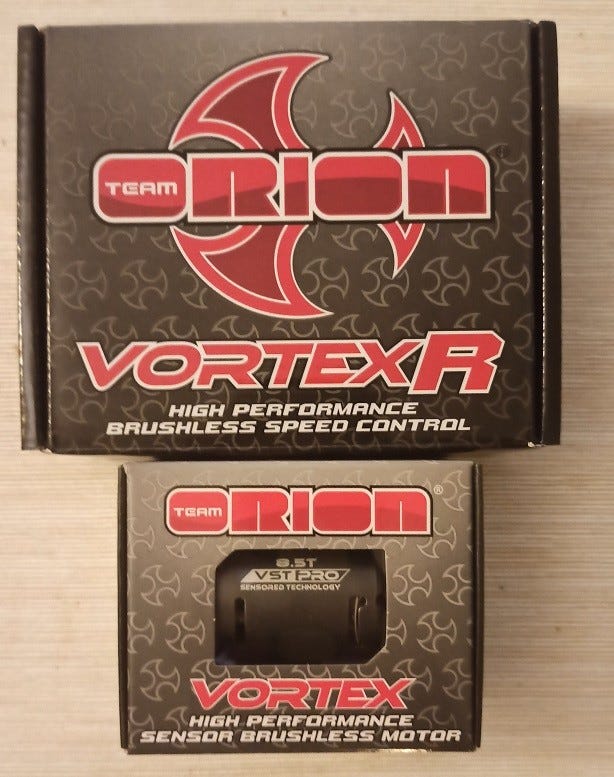 TEAM ORION®
VORTEX R
HIGH PERFORMANCE
BRUSHLESS SPEED CONTROL
TEAM ORION®
8.5T
VST PRO
SENSORED TECHNOLOGY
VORTEX
HIGH PERFORMANCE
SENSOR BRUSHLESS MOTOR